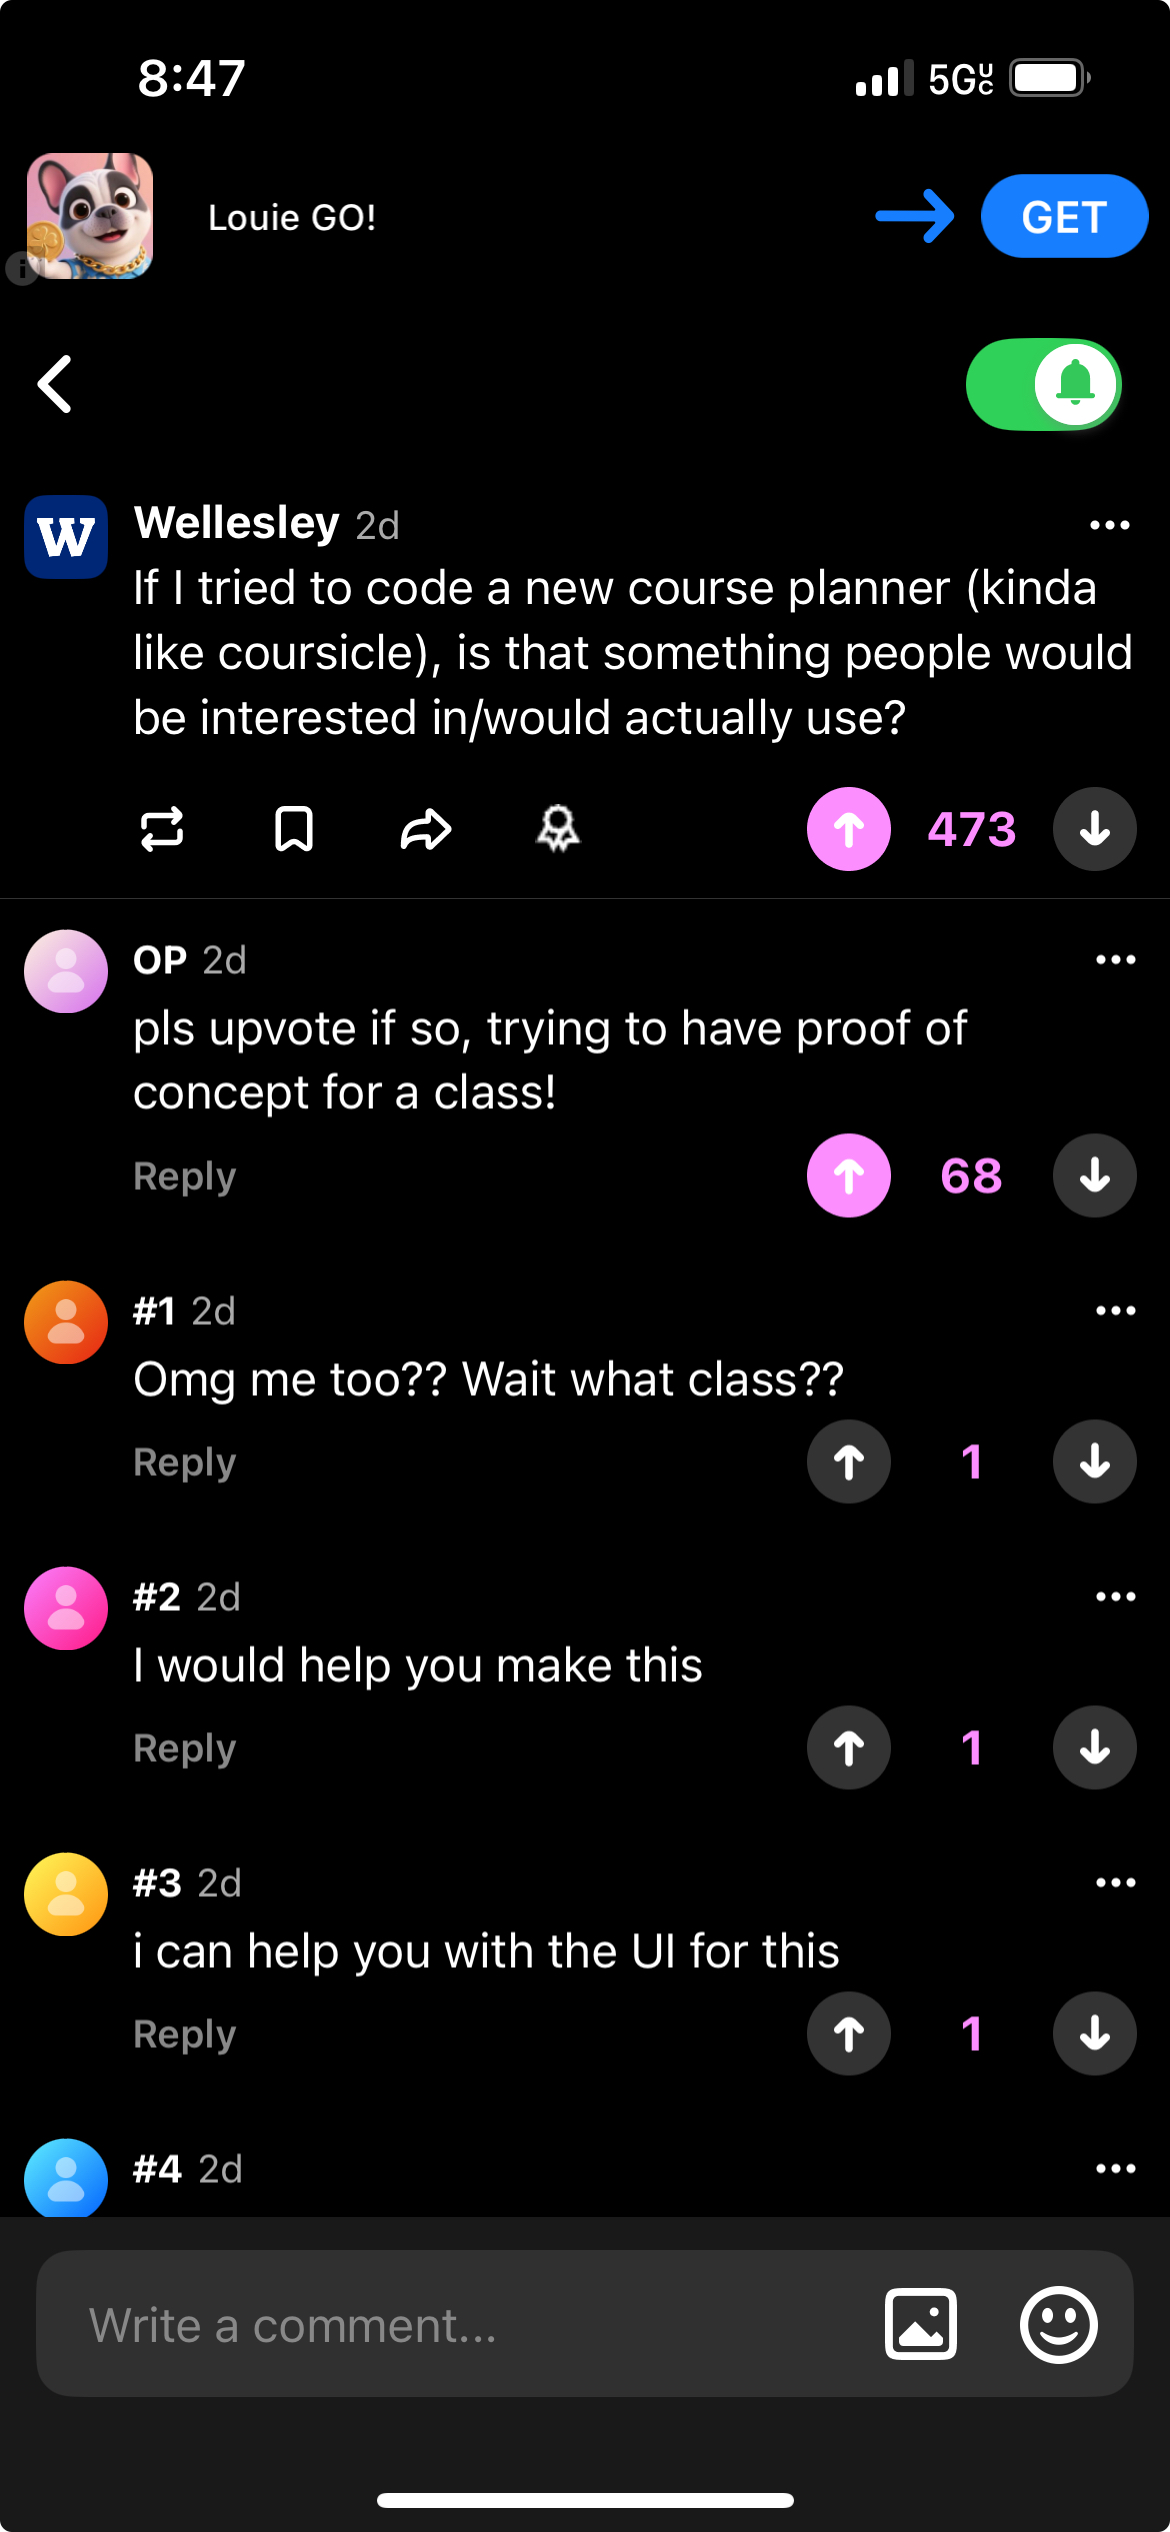 8:47
5GUC
Louie GO!
GET
W
Wellesley 2d
If I tried to code a new course planner (kinda
like coursicle), is that something people would
be interested in/would actually use?
473
OP 2d
pls upvote if so, trying to have proof of
concept for a class!
Reply
68
#1 2d
Omg me too?? Wait what class??
Reply
1
#2 2d
I would help you make this
Reply
1
#3 2d
i can help you with the UI for this
Reply
1
#4 2d
Write a comment...